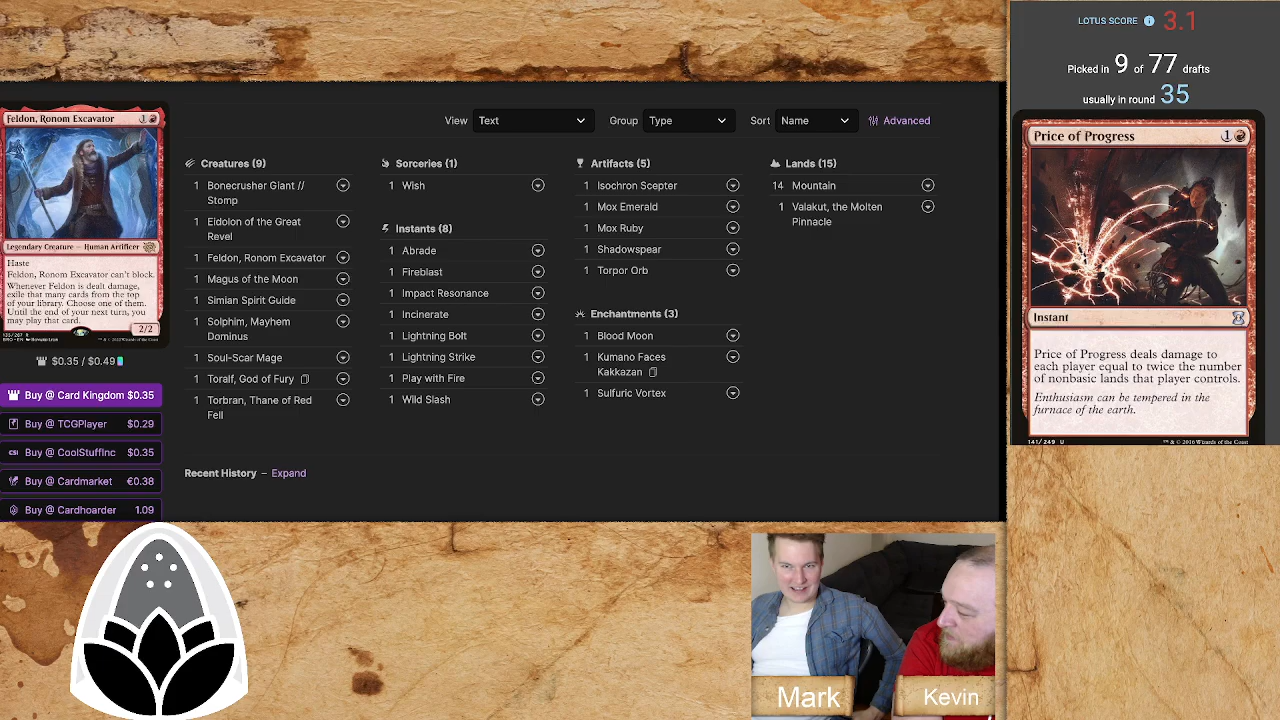 Feldon, Ronom Excavator
1
Legendary Creature — Human Artificer
Haste
Feldon, Ronom Excavator can't block.
Whenever Feldon is dealt damage,
exile that many cards from the top
of your library. Choose one of them.
Until the end of your next turn, you
may play that card.
2/2
$0.35 / $0.49
Buy @ Card Kingdom $0.35
Buy @ TCGPlayer $0.29
Buy @ CoolStuffInc $0.35
Buy @ Cardmarket €0.38
Buy @ Cardhoarder 1.09
View Text Group Type Sort Name Advanced
Creatures (9)
1 Bonecrusher Giant //
Stomp
1 Eidolon of the Great
Revel
1 Feldon, Ronom Excavator
1 Magus of the Moon
1 Simian Spirit Guide
1 Solphim, Mayhem
Dominus
1 Soul-Scar Mage
1 Toralf, God of Fury
1 Torbran, Thane of Red
Fell
Sorceries (1)
1 Wish
Instants (8)
1 Abrade
1 Fireblast
1 Impact Resonance
1 Incinerate
1 Lightning Bolt
1 Lightning Strike
1 Play with Fire
1 Wild Slash
Artifacts (5)
1 Isochron Scepter
1 Mox Emerald
1 Mox Ruby
1 Shadowspear
1 Torpor Orb
Enchantments (3)
1 Blood Moon
1 Kumano Faces
Kakkazan
1 Sulfuric Vortex
Lands (15)
14 Mountain
1 Valakut, the Molten
Pinnacle
Recent History – Expand
LOTUS SCORE i 3.1
Picked in 9 of 77 drafts
usually in round 35
Price of Progress 1
Instant
Price of Progress deals damage to
each player equal to twice the number
of nonbasic lands that player controls.
Enthusiasm can be tempered in the
furnace of the earth.
141/249 U
™ & © 2016 Wizards of the Coast
Mark
Kevin